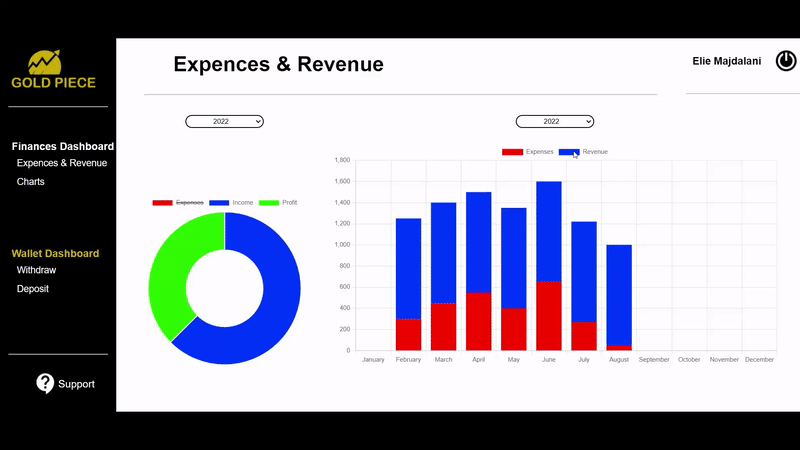 GOLD PIECE
Finances Dashboard
Expences & Revenue
Charts
Wallet Dashboard
Withdraw
Deposit
Support
Expences & Revenue
Elie Majdalani
2022
2022
Expenses Income Profit
Expenses Revenue
1,800
1,600
1,400
1,200
1,000
800
600
400
200
0
January February March April May June July August September October November December